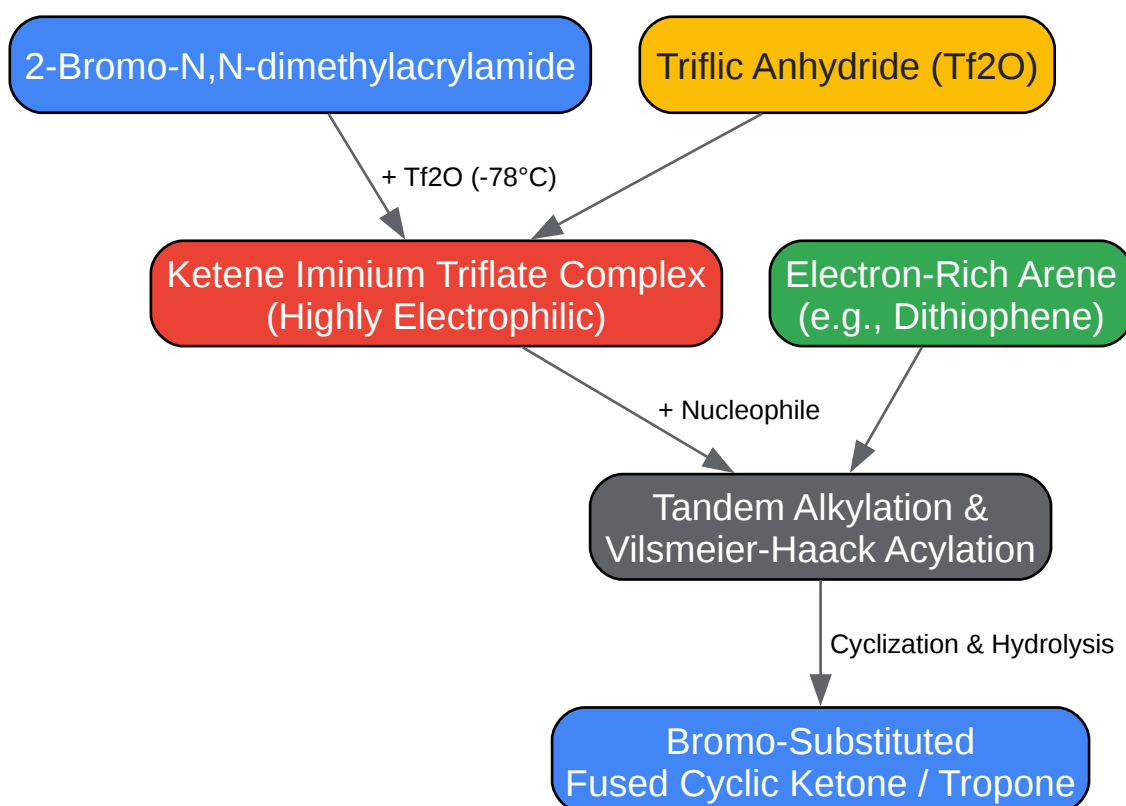 2-Bromo-N,N-dimethylacrylamide
Triflic Anhydride (Tf2O)
+ Tf2O (-78°C)
Ketene Iminium Triflate Complex
(Highly Electrophilic)
Electron-Rich Arene
(e.g., Dithiophene)
+ Nucleophile
Tandem Alkylation &
Vilsmeier-Haack Acylation
Cyclization & Hydrolysis
Bromo-Substituted
Fused Cyclic Ketone / Tropone